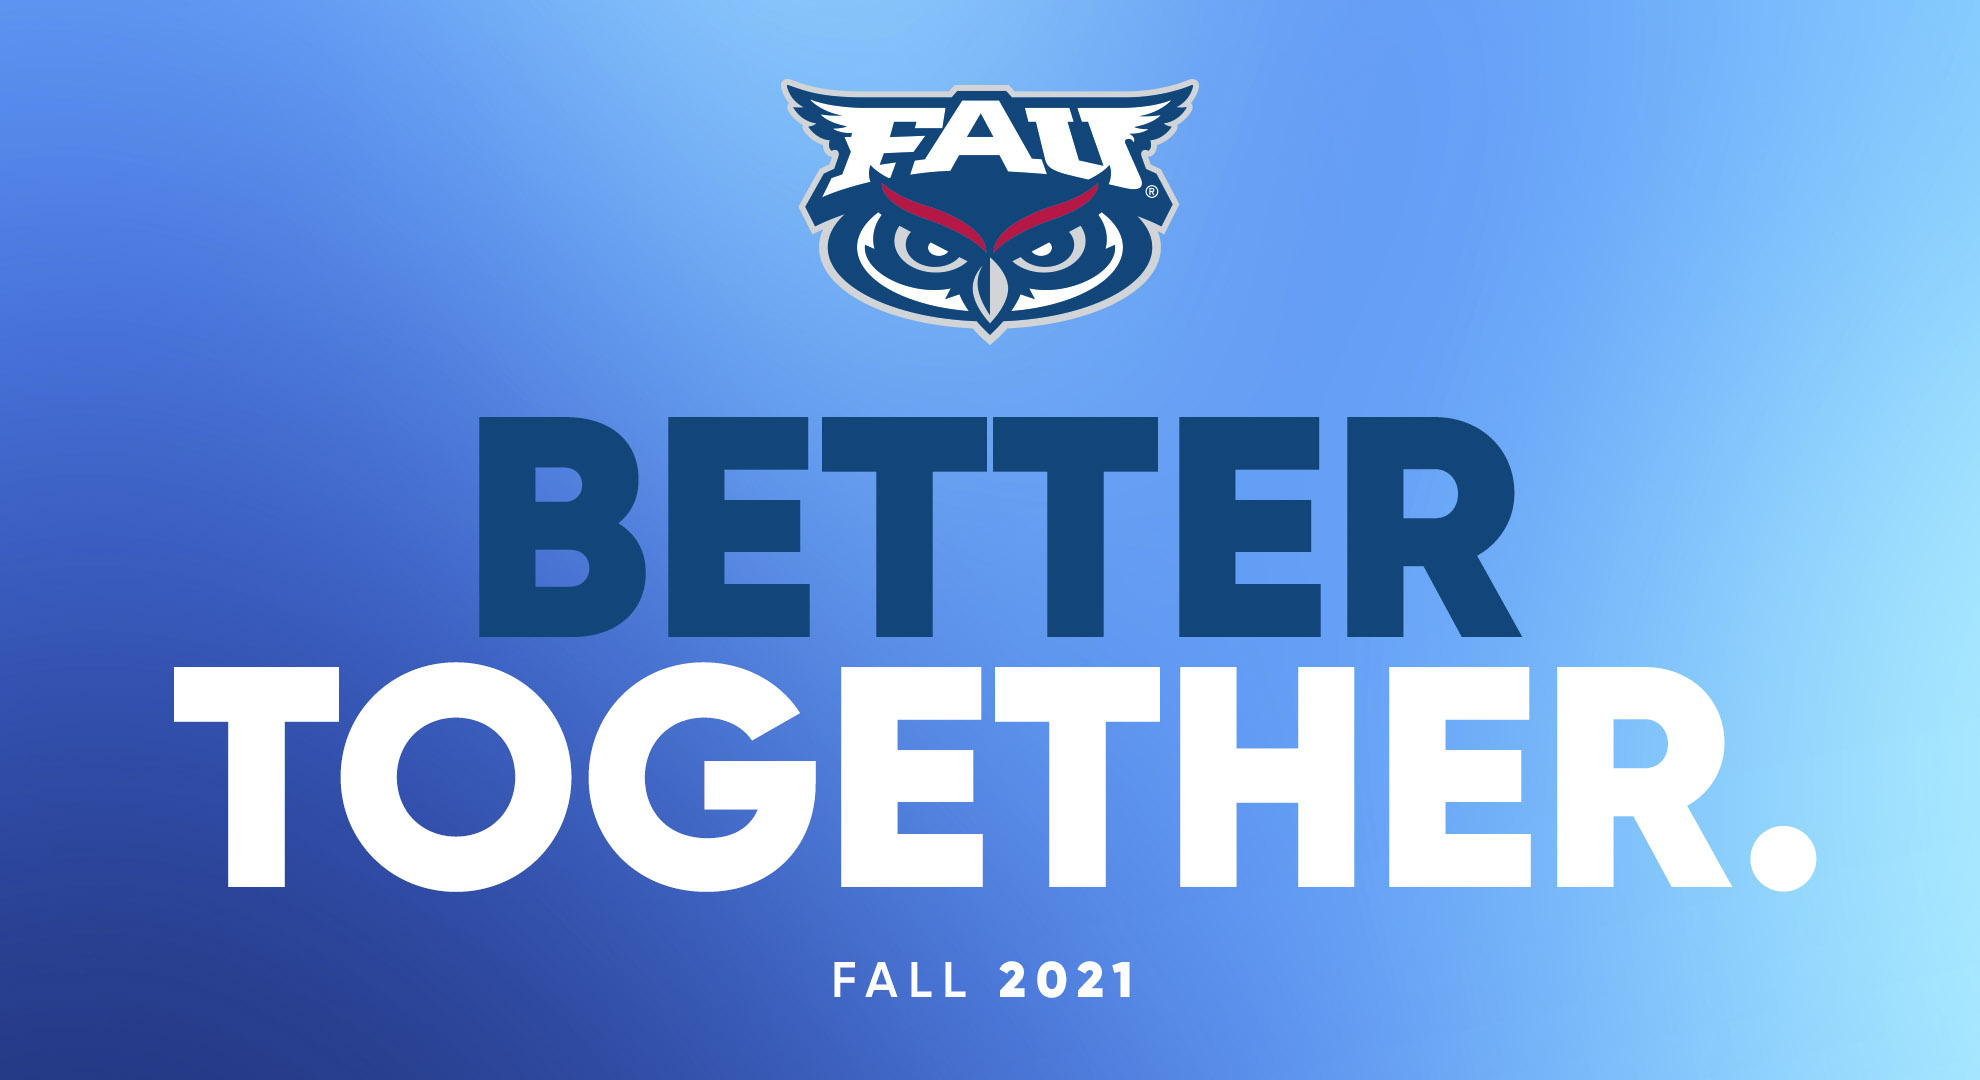 FAU
®
BETTER
TOGETHER.
FALL 2021